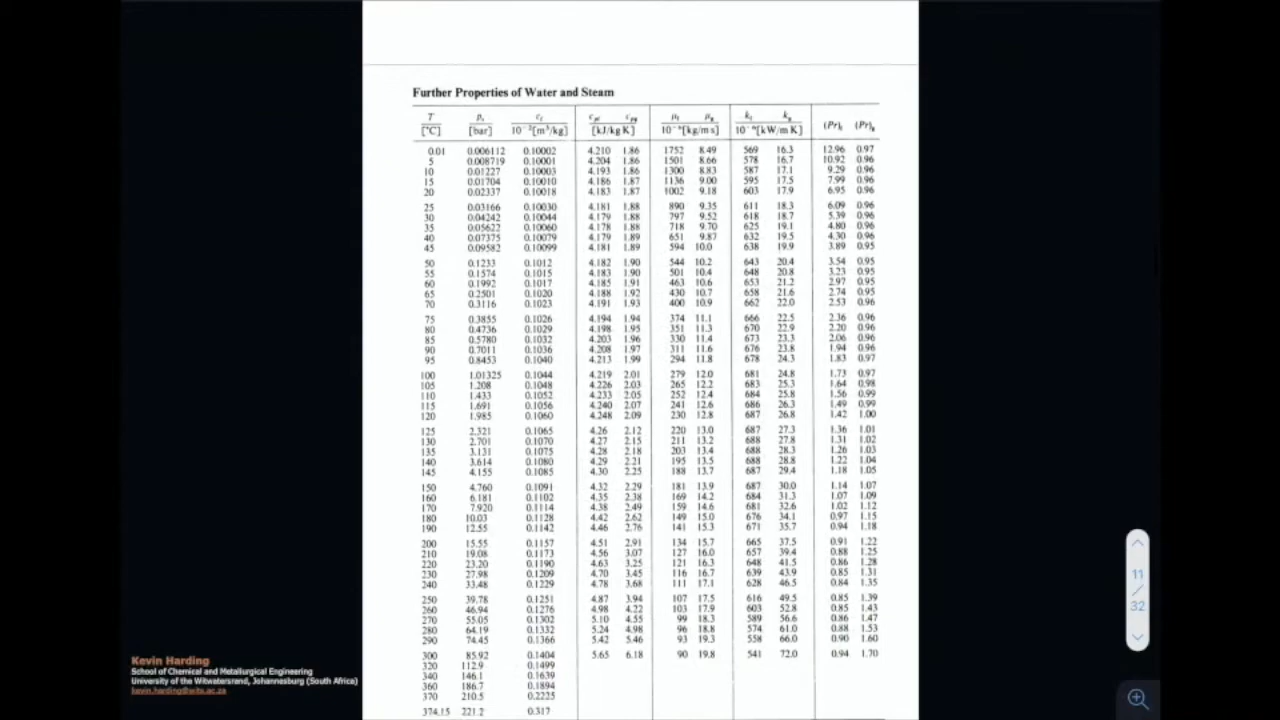 Further Properties of Water and Steam
T ps vf cpf cpg μf μg kf kg (Pr)f (Pr)g
[°C] [bar] 10⁻²[m³/kg] [kJ/kg K] 10⁻⁶[kg/m s] 10⁻⁶[kW/m K]
0.01 0.006112 0.10002 4.210 1.86 1752 8.49 569 16.3 12.96 0.97
5 0.008719 0.10001 4.204 1.86 1501 8.66 578 16.7 10.92 0.96
10 0.01227 0.10003 4.193 1.86 1300 8.83 587 17.1 9.29 0.96
15 0.01704 0.10010 4.186 1.87 1136 9.00 595 17.5 7.99 0.96
20 0.02337 0.10018 4.183 1.87 1002 9.18 603 17.9 6.95 0.96
25 0.03166 0.10030 4.181 1.88 890 9.35 611 18.3 6.09 0.96
30 0.04242 0.10044 4.179 1.88 797 9.52 618 18.7 5.39 0.96
35 0.05622 0.10060 4.178 1.88 718 9.70 625 19.1 4.80 0.96
40 0.07375 0.10079 4.179 1.89 651 9.87 632 19.5 4.30 0.96
45 0.09582 0.10099 4.181 1.89 594 10.0 638 19.9 3.89 0.95
50 0.1233 0.1012 4.182 1.90 544 10.2 643 20.4 3.54 0.95
55 0.1574 0.1015 4.183 1.90 501 10.4 648 20.8 3.23 0.95
60 0.1992 0.1017 4.185 1.91 463 10.6 653 21.2 2.97 0.95
65 0.2501 0.1020 4.188 1.92 430 10.7 658 21.6 2.74 0.95
70 0.3116 0.1023 4.191 1.93 400 10.9 662 22.0 2.53 0.96
75 0.3855 0.1026 4.194 1.94 374 11.1 666 22.5 2.36 0.96
80 0.4736 0.1029 4.198 1.95 351 11.3 670 22.9 2.20 0.96
85 0.5780 0.1032 4.203 1.96 330 11.4 673 23.3 2.06 0.96
90 0.7011 0.1036 4.208 1.97 311 11.6 676 23.8 1.94 0.96
95 0.8453 0.1040 4.213 1.99 294 11.8 678 24.3 1.83 0.97
100 1.01325 0.1044 4.219 2.01 279 12.0 681 24.8 1.73 0.97
105 1.208 0.1048 4.226 2.03 265 12.2 683 25.3 1.64 0.98
110 1.433 0.1052 4.233 2.05 252 12.4 684 25.8 1.56 0.99
115 1.691 0.1056 4.240 2.07 241 12.6 686 26.3 1.49 0.99
120 1.985 0.1060 4.248 2.09 230 12.8 687 26.8 1.42 1.00
125 2.321 0.1065 4.26 2.12 220 13.0 687 27.3 1.36 1.01
130 2.701 0.1070 4.27 2.15 211 13.2 688 27.8 1.31 1.02
135 3.131 0.1075 4.28 2.18 203 13.4 688 28.3 1.26 1.03
140 3.614 0.1080 4.29 2.21 195 13.5 688 28.8 1.22 1.04
145 4.155 0.1085 4.30 2.25 188 13.7 687 29.4 1.18 1.05
150 4.760 0.1091 4.32 2.29 181 13.9 687 30.0 1.14 1.07
160 6.181 0.1102 4.35 2.38 169 14.2 684 31.3 1.07 1.09
170 7.920 0.1114 4.38 2.49 159 14.6 681 32.6 1.02 1.12
180 10.03 0.1128 4.42 2.62 149 15.0 676 34.1 0.97 1.15
190 12.55 0.1142 4.46 2.76 141 15.3 671 35.7 0.94 1.18
200 15.55 0.1157 4.51 2.91 134 15.7 665 37.5 0.91 1.22
210 19.08 0.1173 4.56 3.07 127 16.0 657 39.4 0.88 1.25
220 23.20 0.1190 4.63 3.25 121 16.3 648 41.5 0.86 1.28
230 27.98 0.1209 4.70 3.45 116 16.7 639 43.9 0.85 1.31
240 33.48 0.1229 4.78 3.68 111 17.1 628 46.5 0.84 1.35
250 39.78 0.1251 4.87 3.94 107 17.5 616 49.5 0.85 1.39
260 46.94 0.1276 4.98 4.22 103 17.9 603 52.8 0.85 1.43
270 55.05 0.1302 5.10 4.55 99 18.3 589 56.6 0.86 1.47
280 64.19 0.1332 5.24 4.98 96 18.8 574 61.0 0.88 1.53
290 74.45 0.1366 5.42 5.46 93 19.3 558 66.0 0.90 1.60
300 85.92 0.1404 5.65 6.18 90 19.8 541 72.0 0.94 1.70
320 112.9 0.1499
340 146.1 0.1639
360 186.7 0.1894
370 210.5 0.2225
374.15 221.2 0.317
11
/
32
Kevin Harding
School of Chemical and Metallurgical Engineering
University of the Witwatersrand, Johannesburg (South Africa)
kevin.harding@wits.ac.za